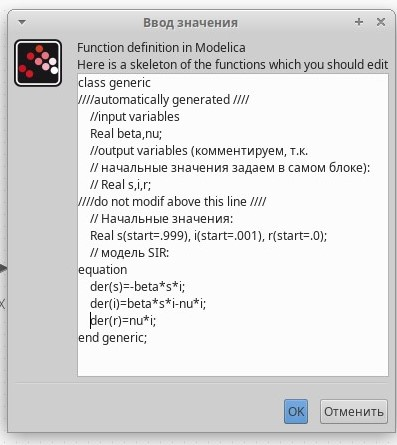 Ввод значения
Function definition in Modelica
Here is a skeleton of the functions which you should edit
class generic
////automatically generated ////
//input variables
Real beta,nu;
//output variables (комментируем, т.к.
// начальные значения задаем в самом блоке):
// Real s,i,r;
////do not modif above this line ////
// Начальные значения:
Real s(start=.999), i(start=.001), r(start=.0);
// модель SIR:
equation
der(s)=-beta*s*i;
der(i)=beta*s*i-nu*i;
der(r)=nu*i;
end generic;
OK Отменить